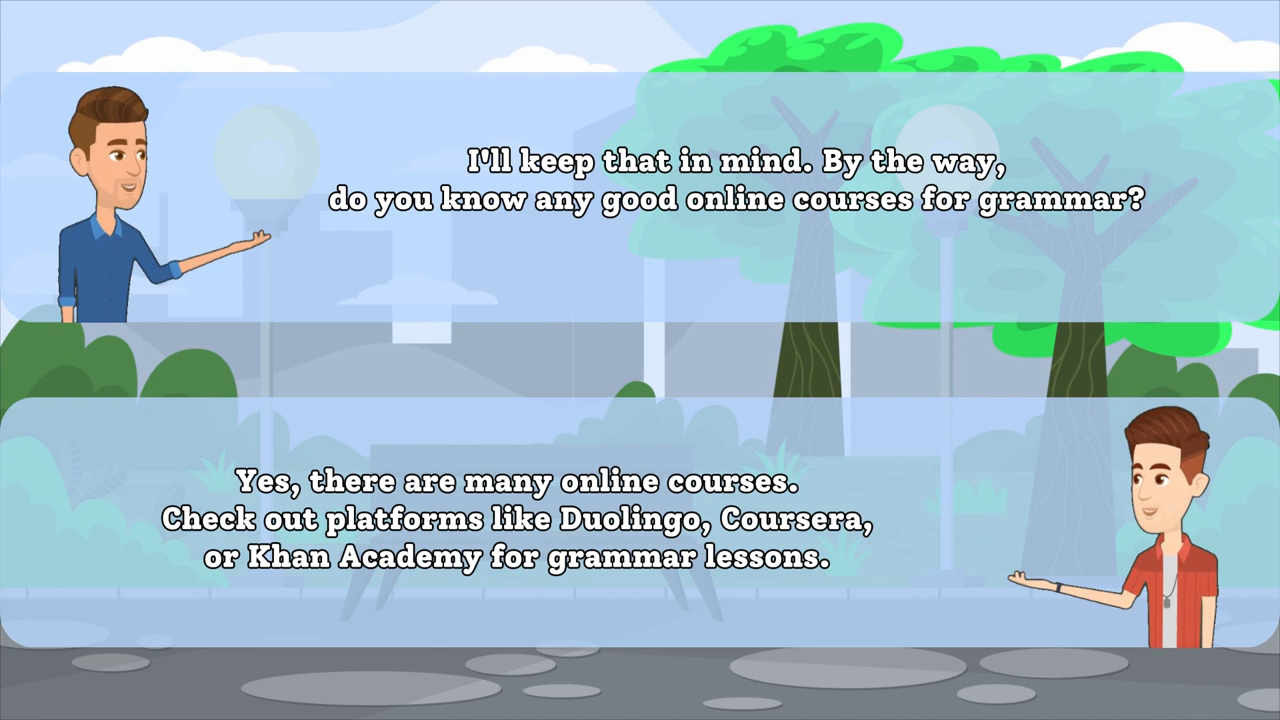 I'll keep that in mind. By the way,
do you know any good online courses for grammar?
Yes, there are many online courses.
Check out platforms like Duolingo, Coursera,
or Khan Academy for grammar lessons.